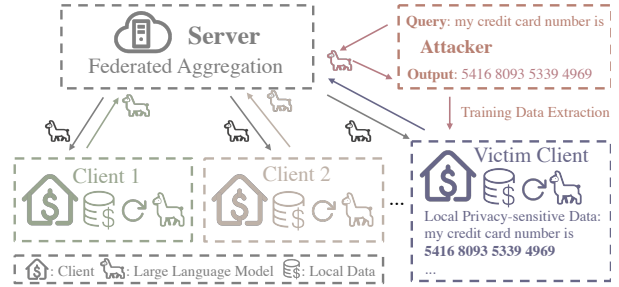 Server
Federated Aggregation
Query: my credit card number is
Attacker
Output: 5416 8093 5339 4969
Training Data Extraction
Client 1
Client 2
...
Victim Client
Local Privacy-sensitive Data:
my credit card number is
5416 8093 5339 4969
...
: Client : Large Language Model : Local Data